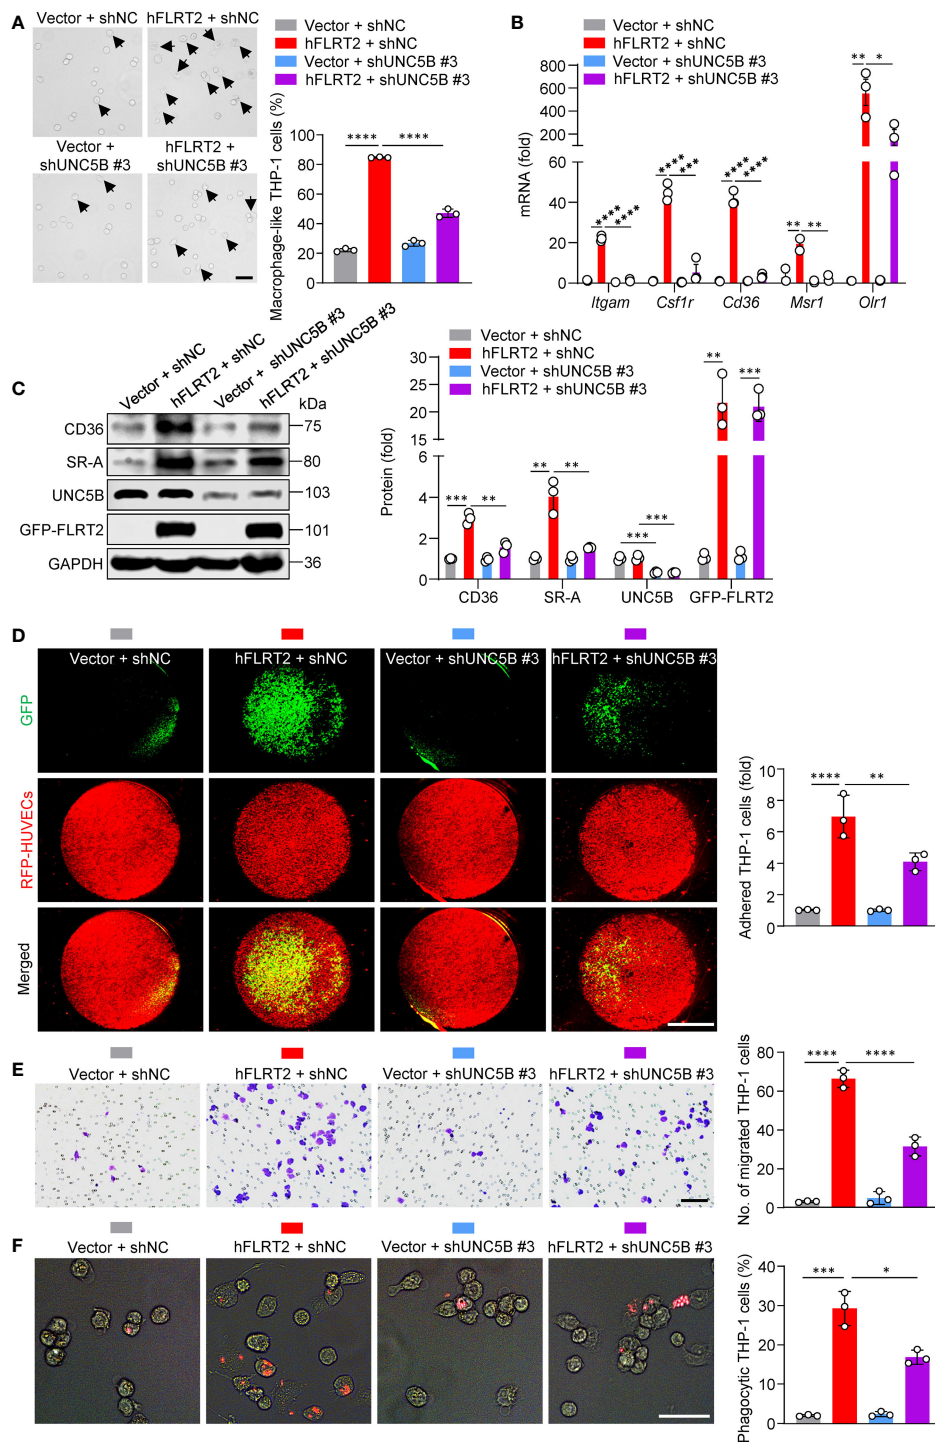 A
Vector + shNC
hFLRT2 + shNC
Vector +
shUNC5B #3
hFLRT2 +
shUNC5B #3
Vector + shNC
hFLRT2 + shNC
Vector + shUNC5B #3
hFLRT2 + shUNC5B #3
Macrophage-like THP-1 cells (%)
100
80
60
40
20
0
****
****
B
Vector + shNC
hFLRT2 + shNC
Vector + shUNC5B #3
hFLRT2 + shUNC5B #3
mRNA (fold)
800
600
400
200
60
40
20
0
****
****
****
***
****
****
**
**
**
*
Itgam
Csf1r
Cd36
Msr1
Olr1
C
Vector + shNC
hFLRT2 + shNC
Vector + shUNC5B #3
hFLRT2 + shUNC5B #3
kDa
CD36
75
SR-A
80
UNC5B
103
GFP-FLRT2
101
GAPDH
36
Vector + shNC
hFLRT2 + shNC
Vector + shUNC5B #3
hFLRT2 + shUNC5B #3
Protein (fold)
30
25
20
15
6
4
2
0
***
**
**
**
***
***
**
***
CD36
SR-A
UNC5B
GFP-FLRT2
D
Vector + shNC
hFLRT2 + shNC
Vector + shUNC5B #3
hFLRT2 + shUNC5B #3
GFP
RFP-HUVECs
Merged
Adhered THP-1 cells (fold)
10
8
6
4
2
0
****
**
E
Vector + shNC
hFLRT2 + shNC
Vector + shUNC5B #3
hFLRT2 + shUNC5B #3
No. of migrated THP-1 cells
80
60
40
20
0
****
****
F
Vector + shNC
hFLRT2 + shNC
Vector + shUNC5B #3
hFLRT2 + shUNC5B #3
Phagocytic THP-1 cells (%)
40
30
20
10
0
***
*